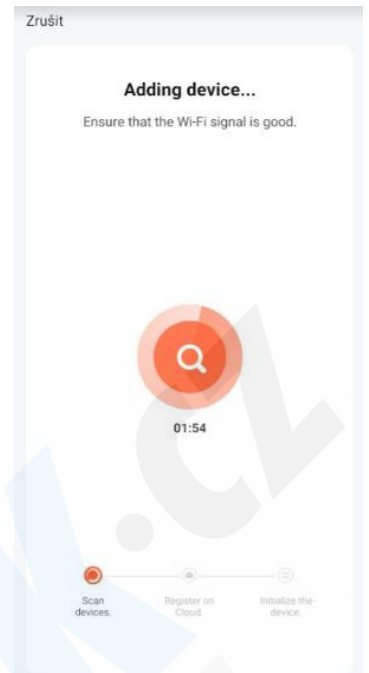 Zrušit
Adding device...
Ensure that the Wi-Fi signal is good.
01:54
Scan
devices.
Register on
Cloud.
Initialize the
device.
K.cz